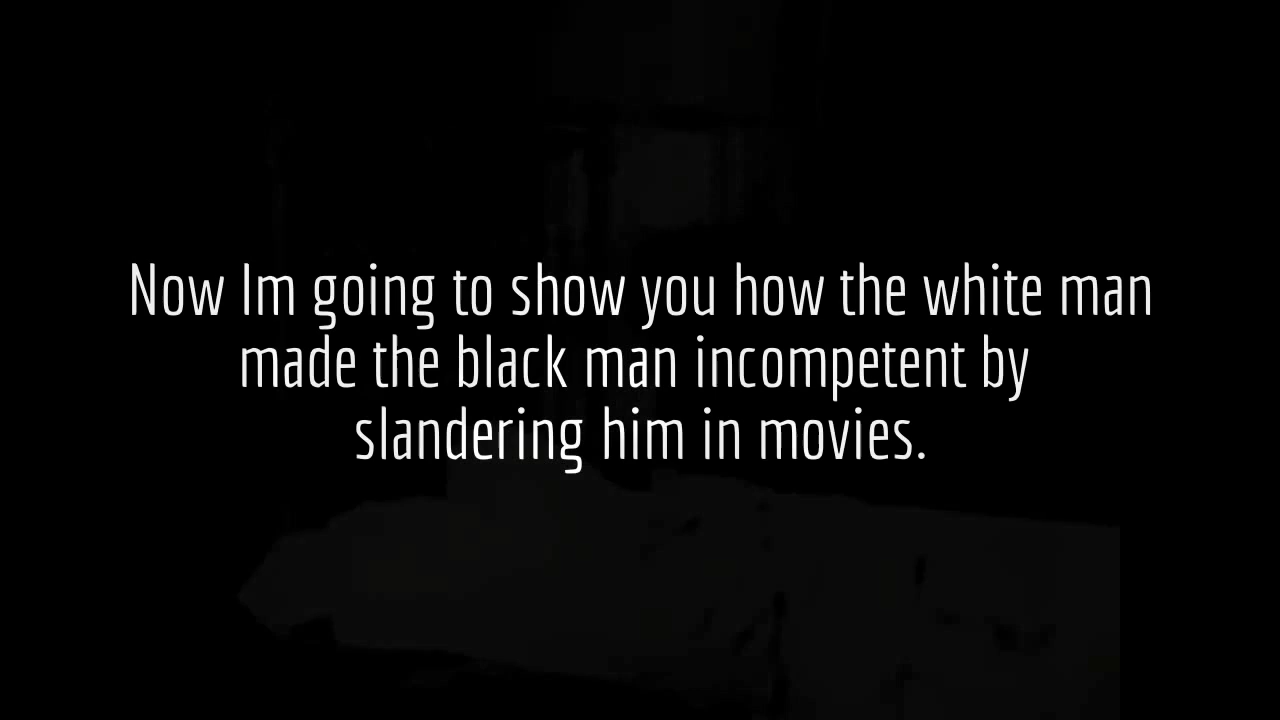 Now Im going to show you how the white man
made the black man incompetent by
slandering him in movies.